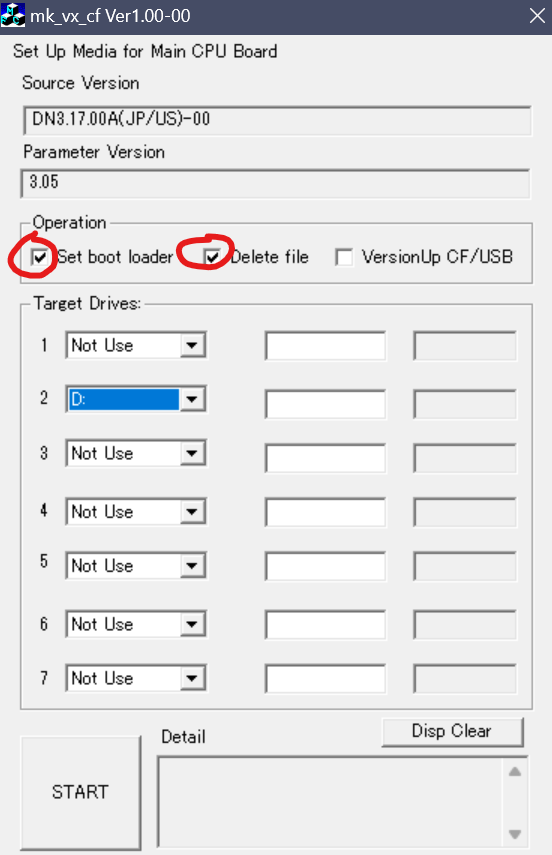 mk_vx_cf Ver1.00-00
Set Up Media for Main CPU Board
Source Version
DN3.17.00A(JP/US)-00
Parameter Version
3.05
Operation
Set boot loader Delete file VersionUp CF/USB
Target Drives:
1 Not Use
2 D:
3 Not Use
4 Not Use
5 Not Use
6 Not Use
7 Not Use
Disp Clear
Detail
START